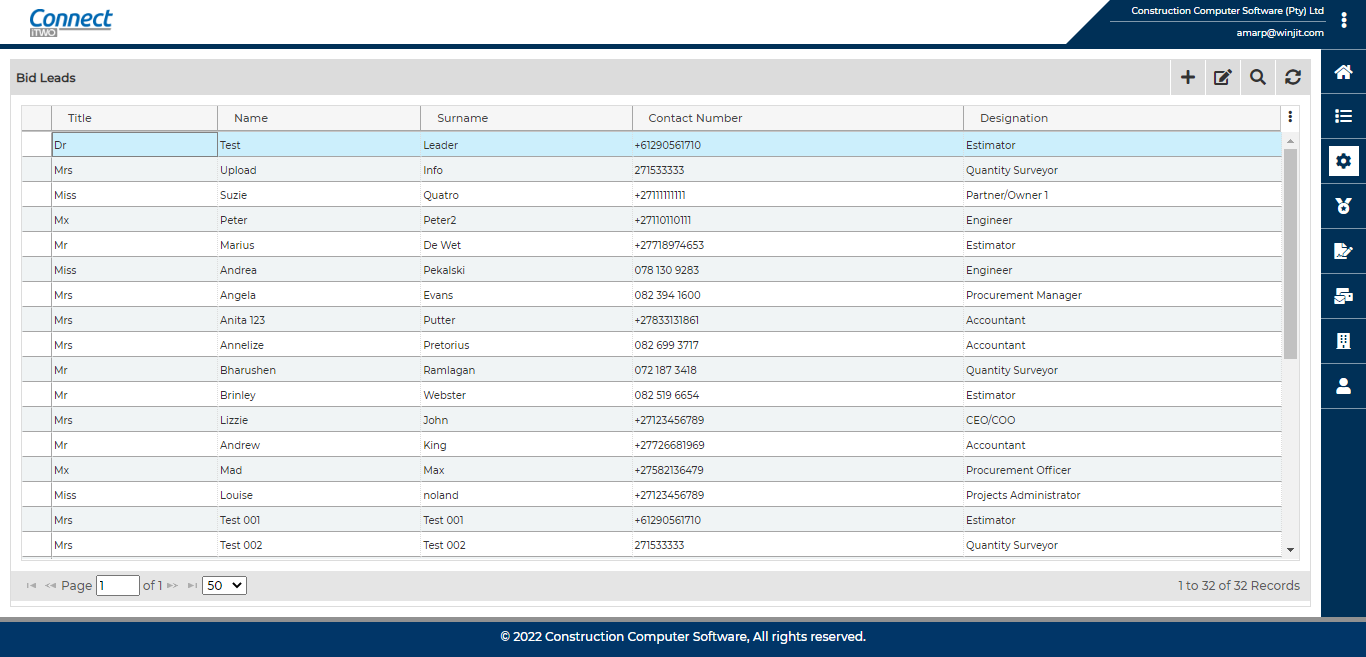 Connect
iTWO
Construction Computer Software (Pty) Ltd
amarp@winjit.com
Bid Leads
Title Name Surname Contact Number Designation
Dr Test Leader +61290561710 Estimator
Mrs Upload Info 271533333 Quantity Surveyor
Miss Suzie Quatro +27111111111 Partner/Owner 1
Mx Peter Peter2 +27110110111 Engineer
Mr Marius De Wet +27718974653 Estimator
Miss Andrea Pekalski 078 130 9283 Engineer
Mrs Angela Evans 082 394 1600 Procurement Manager
Mrs Anita 123 Putter +27833131861 Accountant
Mrs Annelize Pretorius 082 699 3717 Accountant
Mr Bharushen Ramlagan 072 187 3418 Quantity Surveyor
Mr Brinley Webster 082 519 6654 Estimator
Mrs Lizzie John +27123456789 CEO/COO
Mr Andrew King +27726681969 Accountant
Mx Mad Max +27582136479 Procurement Officer
Miss Louise noland +27123456789 Projects Administrator
Mrs Test 001 Test 001 +61290561710 Estimator
Mrs Test 002 Test 002 271533333 Quantity Surveyor
Page 1 of 1 50 1 to 32 of 32 Records
© 2022 Construction Computer Software, All rights reserved.